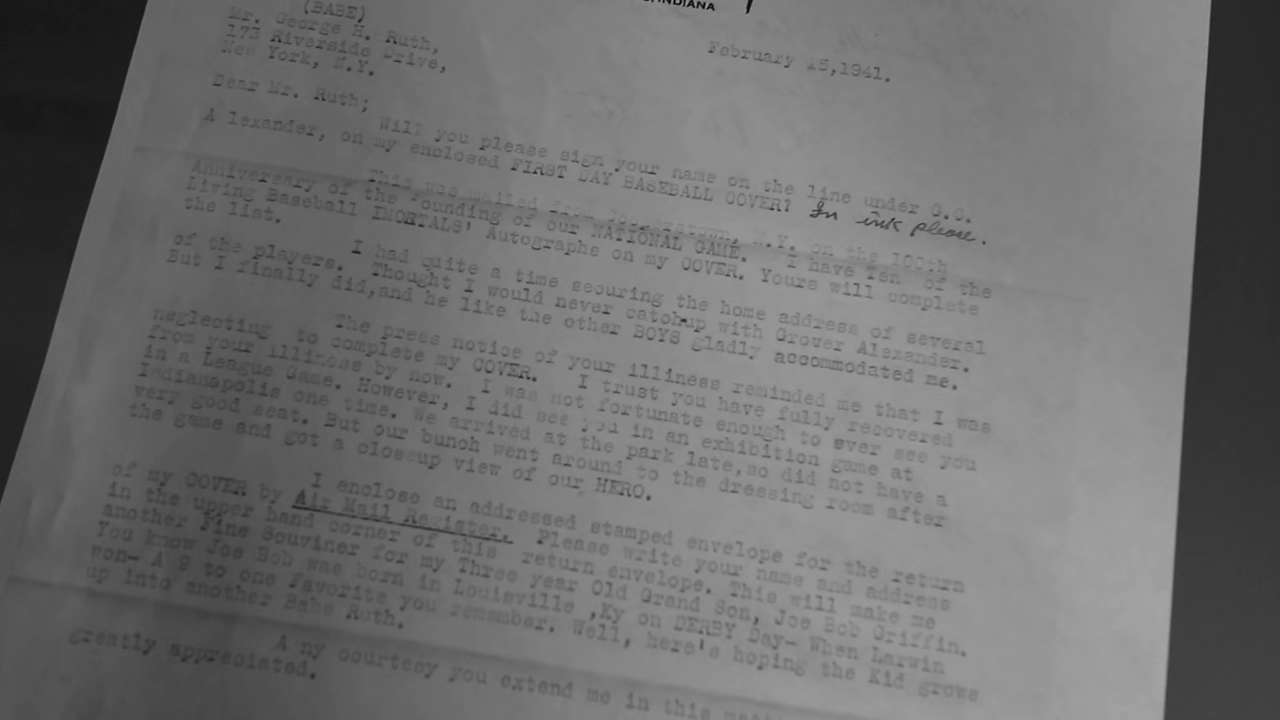 INDIANA
(BABE)
Mr. George H. Ruth,
173 Riverside Drive,
New York, N.Y.
February 15,1941.
Dear Mr. Ruth;
Will you please sign your name on the line under G.C.
A lexander, on my enclosed FIRST DAY BASEBALL COVER? In ink please.
This was mailed from Cooperstown, N.Y. on the 100th
Anniversary of the founding of our NATIONAL GAME. I have Ten of the
Living Baseball IMORTALS' Autographs on my COVER. Yours will complete
the list.
I had quite a time securing the home address of several
of the players. Thought I would never catchup with Grover Alexander.
But I finally did,and he like the other BOYS gladly accommodated me.
The press notice of your illiness reminded me that I was
neglecting to complete my COVER. I trust you have fully recovered
from your illiness by now. I was not fortunate enough to ever see you
in a League Game. However, I did see you in an exhibition game at
Indianapolis one time. We arrived at the park late,so did not have a
very good seat. But our bunch went around to the dressing room after
the game and got a closeup view of our HERO.
I enclose an addressed stamped envelope for the return
of my COVER by Air Mail Register. Please write your name and address
in the upper hand corner of this return envelope. This will make me
another Fine Souviner for my Three year Old Grand Son, Joe Bob Griffin.
You know Joe Bob was born in Louisville ,Ky on DERBY Day- When Larwin
won- A 9 to one Favorite you remember. Well, here's hoping the Kid grows
up into another Babe Ruth.
A ny courtesy you extend me in this
greatly appreciated.